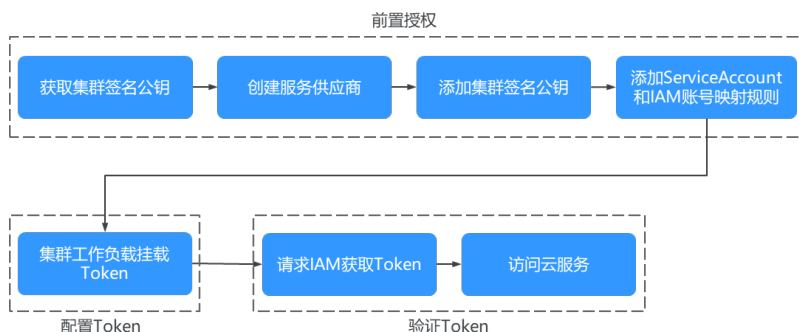 前置授权
获取集群签名公钥
创建服务供应商
添加集群签名公钥
添加ServiceAccount
和IAM账号映射规则
集群工作负载挂载
Token
请求IAM获取Token
访问云服务
配置Token
验证Token